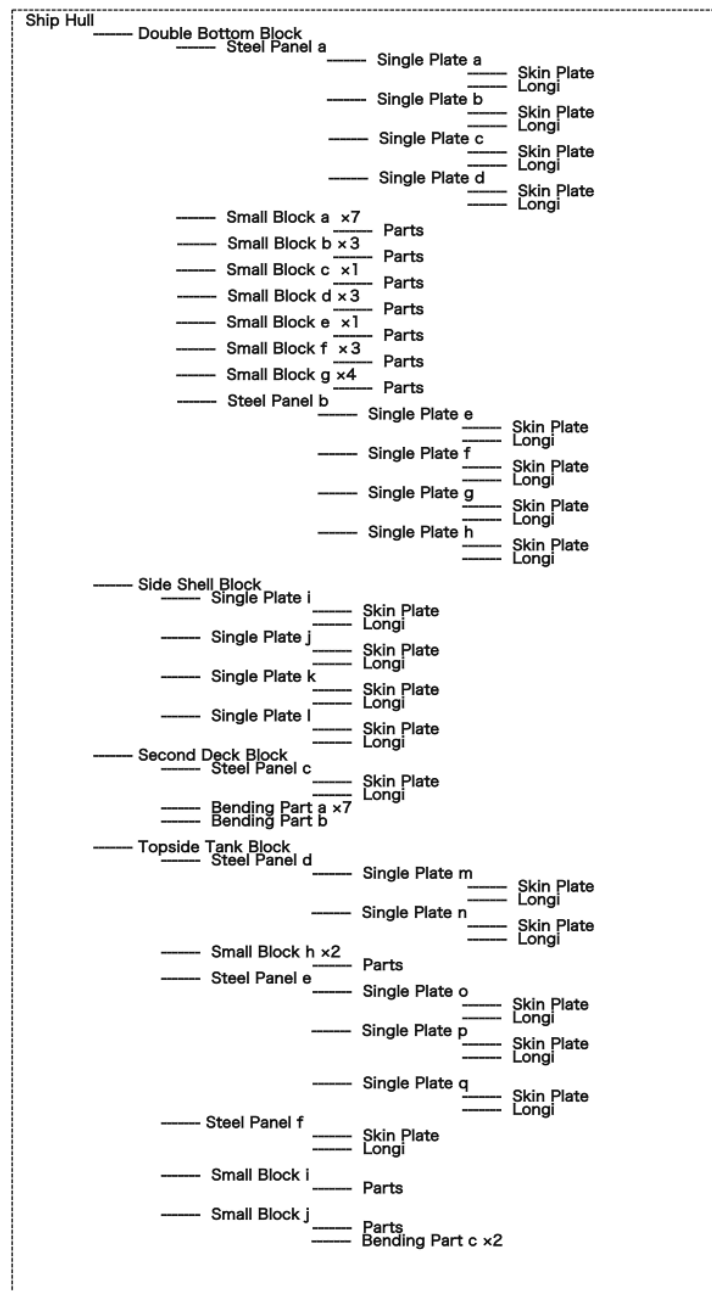 Ship Hull
Double Bottom Block
Steel Panel a
Single Plate a
Skin Plate
Longi
Single Plate b
Skin Plate
Longi
Single Plate c
Skin Plate
Longi
Single Plate d
Skin Plate
Longi
Small Block a ×7
Parts
Small Block b ×3
Parts
Small Block c ×1
Parts
Small Block d ×3
Parts
Small Block e ×1
Parts
Small Block f ×3
Parts
Small Block g ×4
Parts
Steel Panel b
Single Plate e
Skin Plate
Longi
Single Plate f
Skin Plate
Longi
Single Plate g
Skin Plate
Longi
Single Plate h
Skin Plate
Longi
Side Shell Block
Single Plate i
Skin Plate
Longi
Single Plate j
Skin Plate
Longi
Single Plate k
Skin Plate
Longi
Single Plate l
Skin Plate
Longi
Second Deck Block
Steel Panel c
Skin Plate
Longi
Bending Part a ×7
Bending Part b
Topside Tank Block
Steel Panel d
Single Plate m
Skin Plate
Longi
Single Plate n
Skin Plate
Longi
Small Block h ×2
Parts
Steel Panel e
Single Plate o
Skin Plate
Longi
Single Plate p
Skin Plate
Longi
Single Plate q
Skin Plate
Longi
Steel Panel f
Skin Plate
Longi
Small Block i
Parts
Small Block j
Parts
Bending Part c ×2